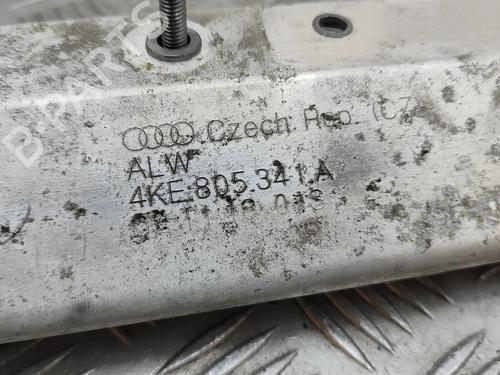 Czech Rep. (CZ)
ALW
4KE.805.341.A